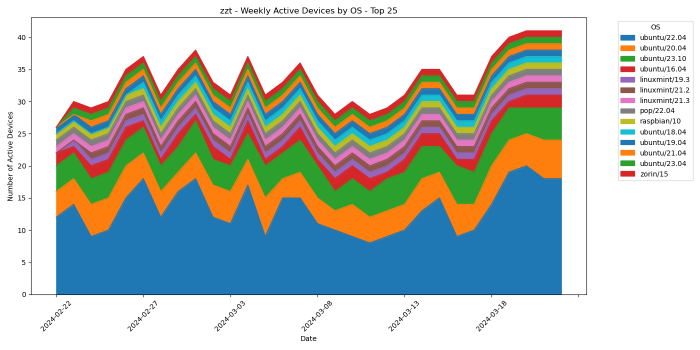 zzt - Weekly Active Devices by OS - Top 25
Number of Active Devices
40
35
30
25
20
15
10
5
0
2024-02-22
2024-02-27
2024-03-03
2024-03-08
2024-03-13
2024-03-18
Date
OS
ubuntu/22.04
ubuntu/20.04
ubuntu/23.10
ubuntu/16.04
linuxmint/19.3
linuxmint/21.2
linuxmint/21.3
pop/22.04
raspbian/10
ubuntu/18.04
ubuntu/19.04
ubuntu/21.04
ubuntu/23.04
zorin/15